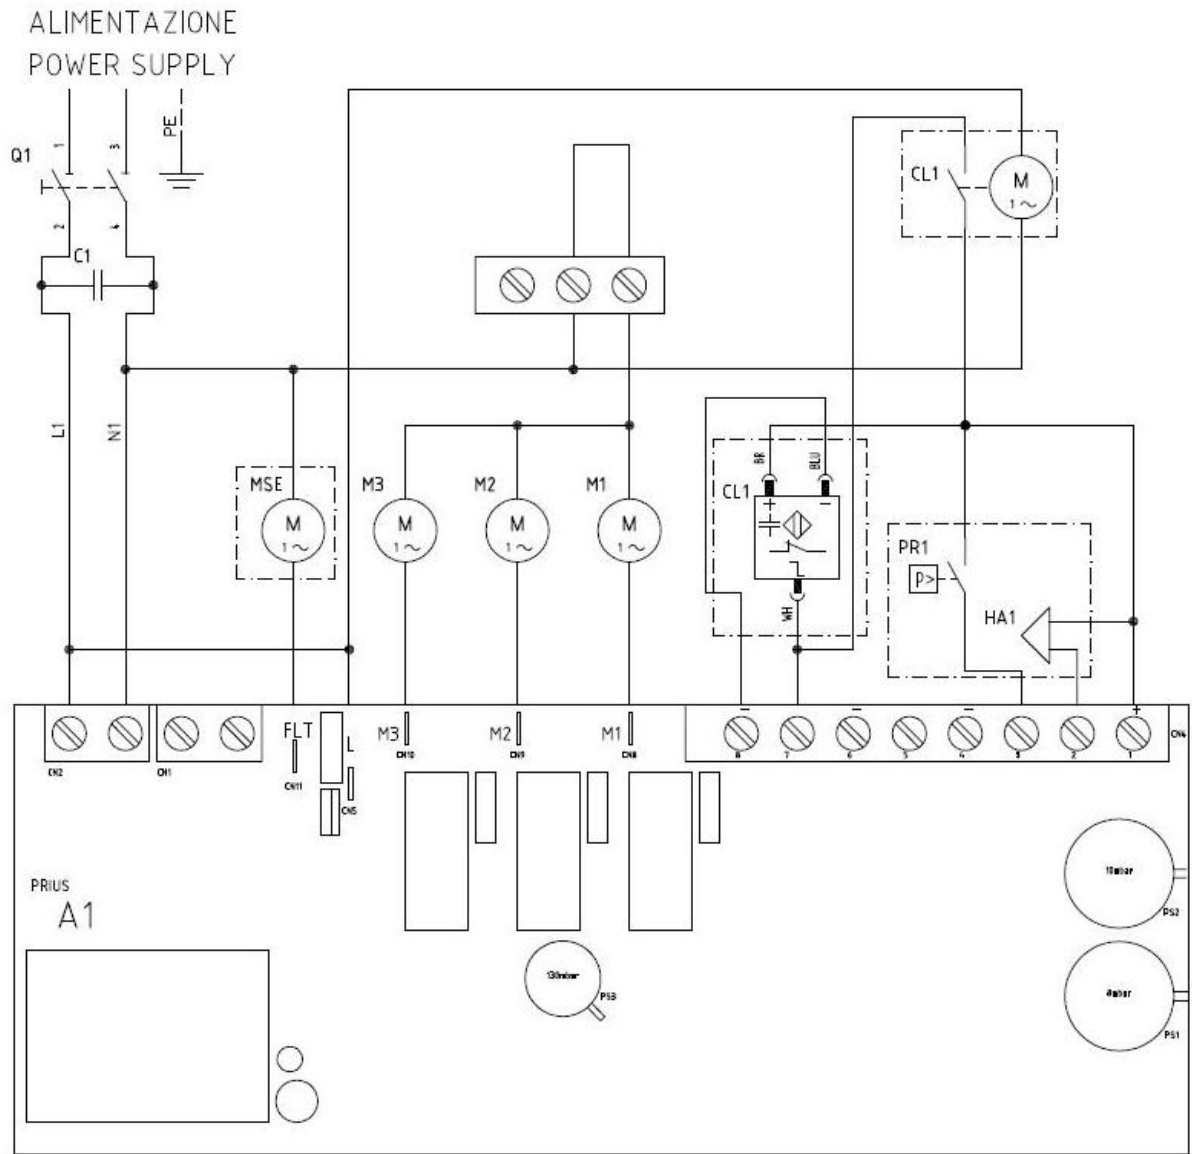 ALIMENTAZIONE
POWER SUPPLY
Q1
1
3
PE
2
4
C1
CL1
M
1~
L1
N1
MSE
M
1~
M3
M
1~
M2
M
1~
M1
M
1~
BR
BLU
CL1
+
-
WH
PR1
P>
HA1
FLT
L
M3
M2
M1
-
-
-
+
CN2
CN1
CN11
CN5
CN10
CN9
CN8
8
7
6
5
4
3
2
1
CN4
PRIUS
A1
130mbar
PS3
10mbar
PS2
PS1